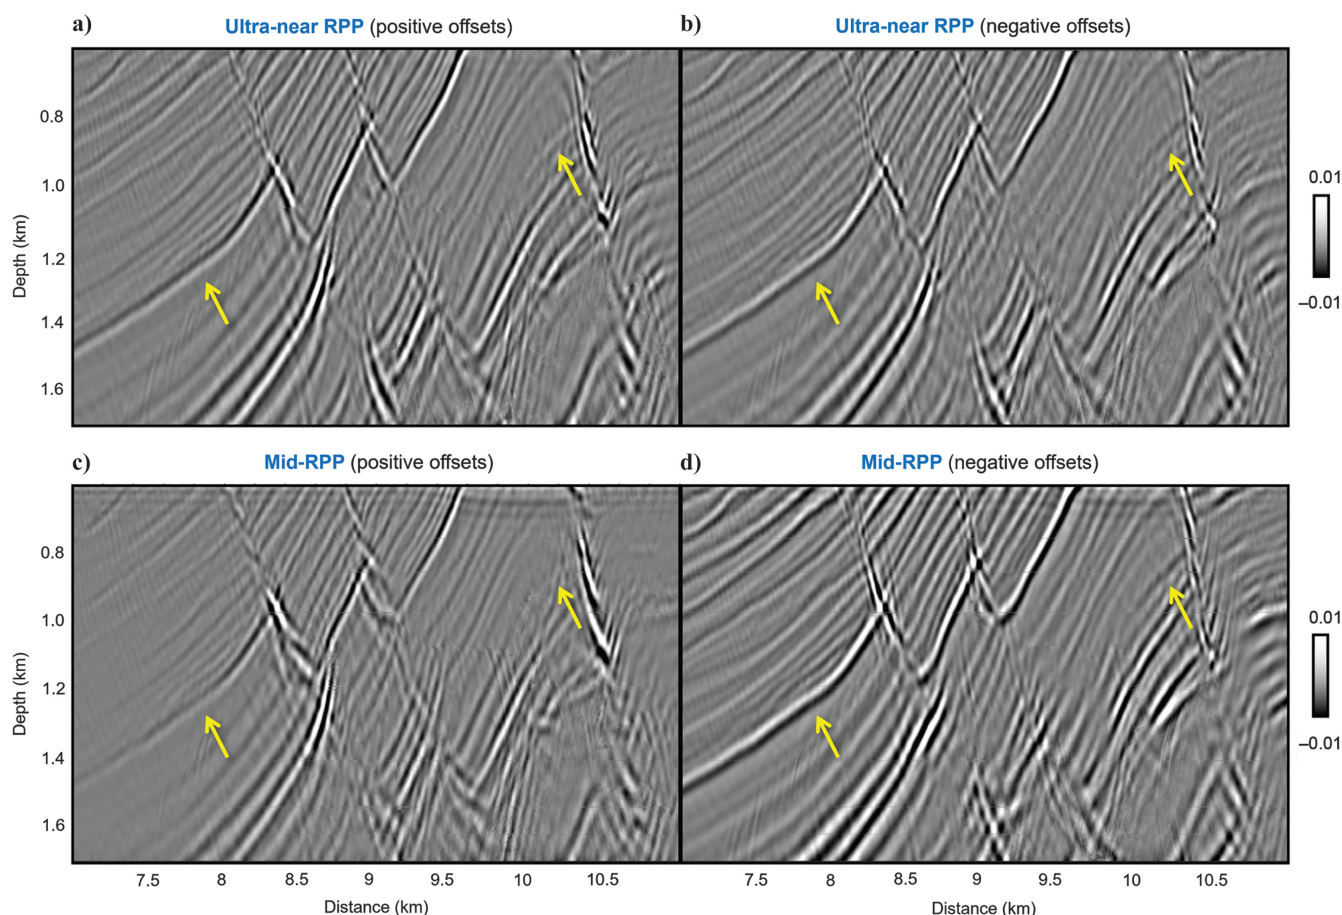 a) Ultra-near RPP (positive offsets)
b) Ultra-near RPP (negative offsets)
0.8
1.0
1.2
1.4
1.6
Depth (km)
0.01
−0.01
c) Mid-RPP (positive offsets)
d) Mid-RPP (negative offsets)
0.8
1.0
1.2
1.4
1.6
Depth (km)
0.01
−0.01
7.5 8 8.5 9 9.5 10 10.5
Distance (km)
7.5 8 8.5 9 9.5 10 10.5
Distance (km)